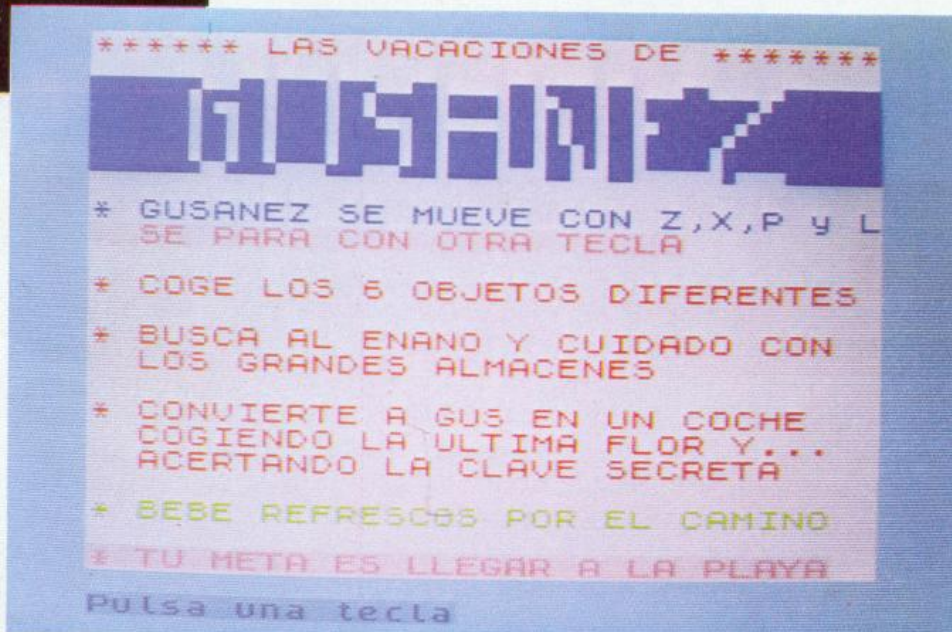 ****** LAS VACACIONES DE *******
GUSANEZ
* GUSANEZ SE MUEVE CON Z,X,P y L
SE PARA CON OTRA TECLA
* COGE LOS 6 OBJETOS DIFERENTES
* BUSCA AL ENANO Y CUIDADO CON
LOS GRANDES ALMACENES
* CONVIERTE A GUS EN UN COCHE
COGIENDO LA ULTIMA FLOR Y...
ACERTANDO LA CLAVE SECRETA
* BEBE REFRESCOS POR EL CAMINO
* TU META ES LLEGAR A LA PLAYA
Pulsa una tecla